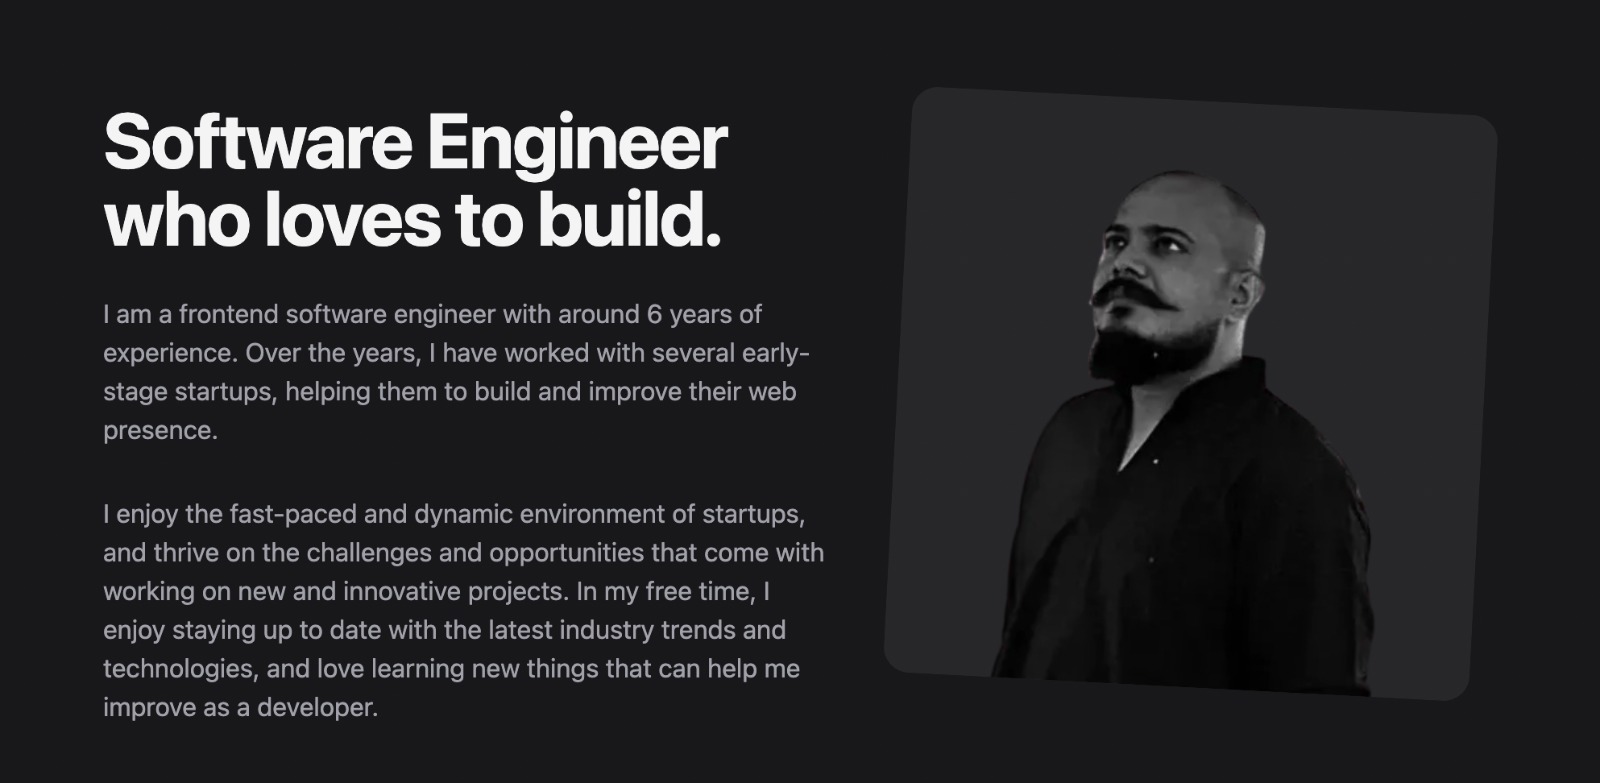 Software Engineer
who loves to build.
I am a frontend software engineer with around 6 years of
experience. Over the years, I have worked with several early-
stage startups, helping them to build and improve their web
presence.
I enjoy the fast-paced and dynamic environment of startups,
and thrive on the challenges and opportunities that come with
working on new and innovative projects. In my free time, I
enjoy staying up to date with the latest industry trends and
technologies, and love learning new things that can help me
improve as a developer.